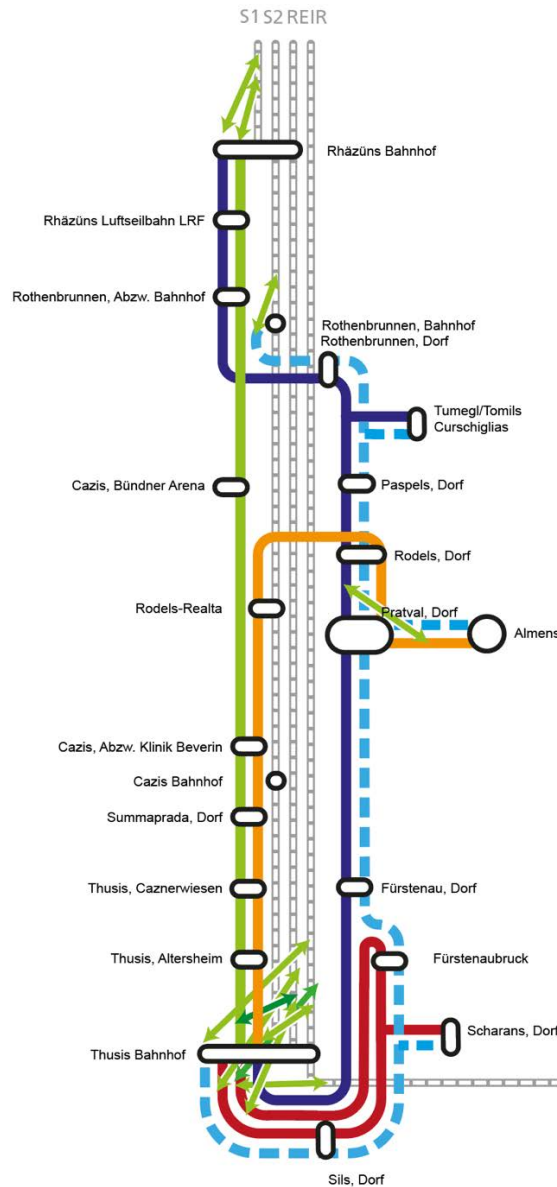 S1 S2 RE IR
Rhäzüns Bahnhof
Rhäzüns Luftseilbahn LRF
Rothenbrunnen, Abzw. Bahnhof
Rothenbrunnen, Bahnhof
Rothenbrunnen, Dorf
Tumegl/Tomils
Curschiglias
Cazis, Bündner Arena
Paspels, Dorf
Rodels, Dorf
Rodels-Realta
Pratval, Dorf
Almens
Cazis, Abzw. Klinik Beverin
Cazis Bahnhof
Summaprada, Dorf
Thusis, Caznerwiesen
Fürstenau, Dorf
Thusis, Altersheim
Fürstenaubruck
Scharans, Dorf
Thusis Bahnhof
Sils, Dorf